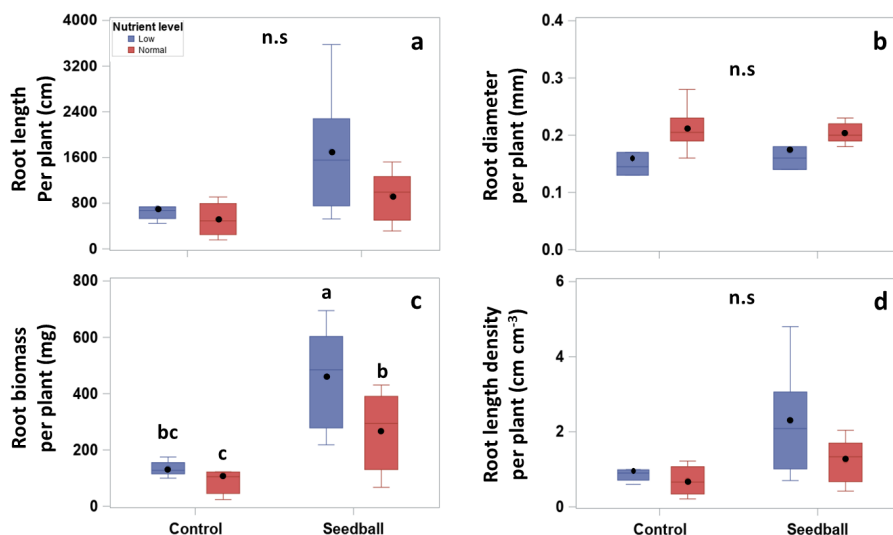 Nutrient level
Low
Normal
n.s
a
Root length
Per plant (cm)
4000
3200
2400
1600
800
0
n.s
b
Root diameter
per plant (mm)
0.4
0.3
0.2
0.1
0.0
a
c
b
bc
c
Root biomass
per plant (mg)
800
600
400
200
0
Control
Seedball
n.s
d
Root length density
per plant (cm cm⁻³)
6
4
2
0
Control
Seedball